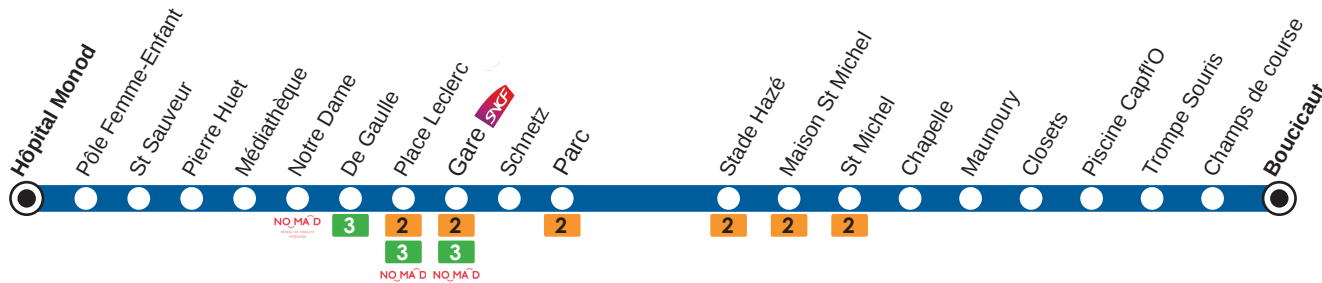 Hôpital Monod
Pôle Femme-Enfant
St Sauveur
Pierre Huet
Médiathèque
Notre Dame
De Gaulle
Place Leclerc
Gare SNCF
Schnetz
Parc
Stade Hazé
Maison St Michel
St Michel
Chapelle
Maunoury
Closets
Piscine Capfl'O
Trompe Souris
Champs de course
Boucicaut
NOMAD
3
2
2
2
2
2
2
3
3
NOMAD
NOMAD